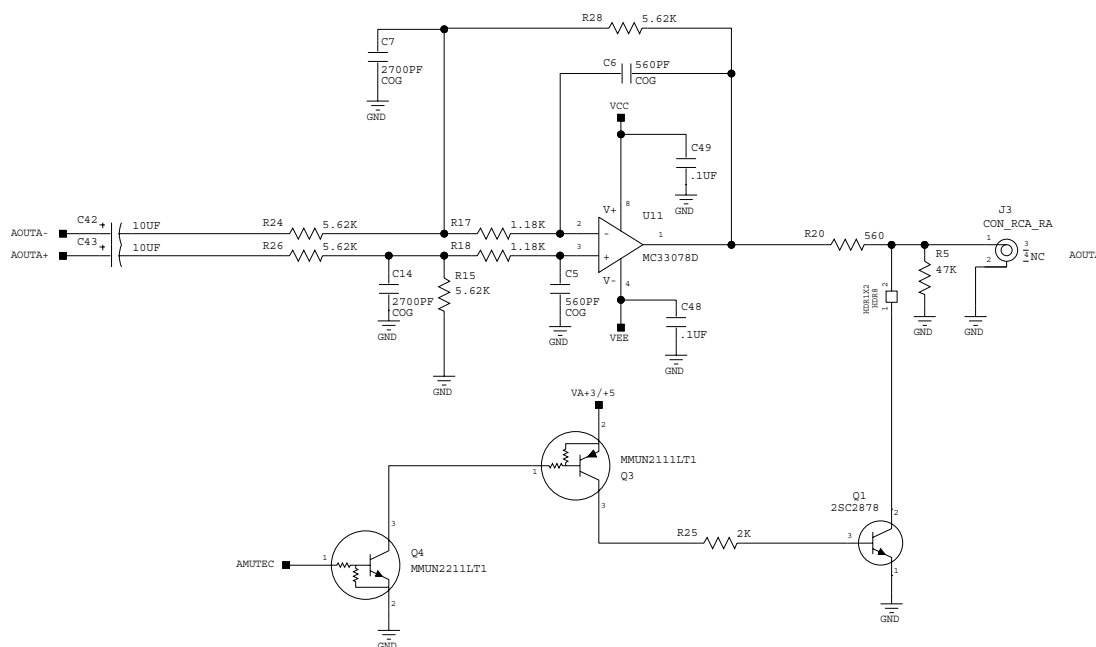 R28 5.62K
C7
2700PF
COG
GND
C6 560PF
COG
VCC
C49
.1UF
GND
V+ 8 U11
C42 + 10UF
AOUTA-
R24 5.62K
R17 1.18K
2 -
1
C43 + 10UF
AOUTA+
R26 5.62K
R18 1.18K
3 +
MC33078D
V- 4
R20 560
J3
CON_RCA_RA
1
2
3
4
NC
AOUTA
R5
47K
GND
GND
HDR1X2
HDR8
2
1
C14
2700PF
COG
GND
R15
5.62K
GND
C5
560PF
COG
GND
VEE
C48
.1UF
GND
VA+3/+5
2
1
MMUN2111LT1
Q3
3
R25 2K
Q1
2SC2878
2
3
1
GND
AMUTEC
1
3
Q4
MMUN2211LT1
2
GND